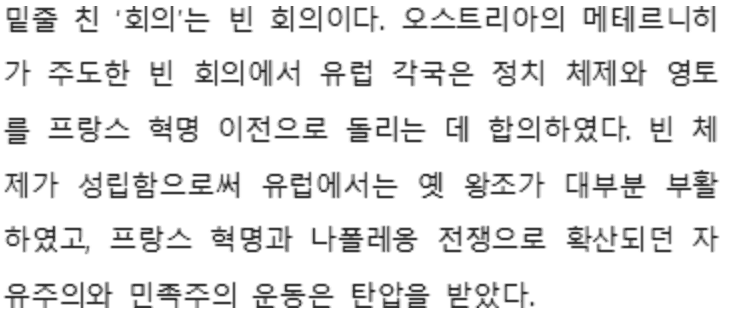 밑줄 친 '회의'는 빈 회의이다. 오스트리아의 메테르니히
가 주도한 빈 회의에서 유럽 각국은 정치 체제와 영토
를 프랑스 혁명 이전으로 돌리는 데 합의하였다. 빈 체
제가 성립함으로써 유럽에서는 옛 왕조가 대부분 부활
하였고, 프랑스 혁명과 나폴레옹 전쟁으로 확산되던 자
유주의와 민족주의 운동은 탄압을 받았다.